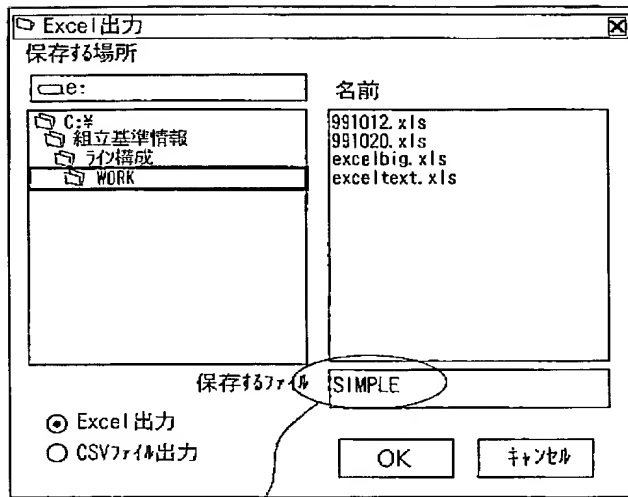 Excel出力
保存する場所
e:
名前
C:¥
組立基準情報
ﾗｲﾝ構成
WORK
991012.xls
991020.xls
excelbig.xls
exceltext.xls
保存するﾌｧｲﾙ
SIMPLE
Excel出力
CSVﾌｧｲﾙ出力
OK
ｷｬﾝｾﾙ